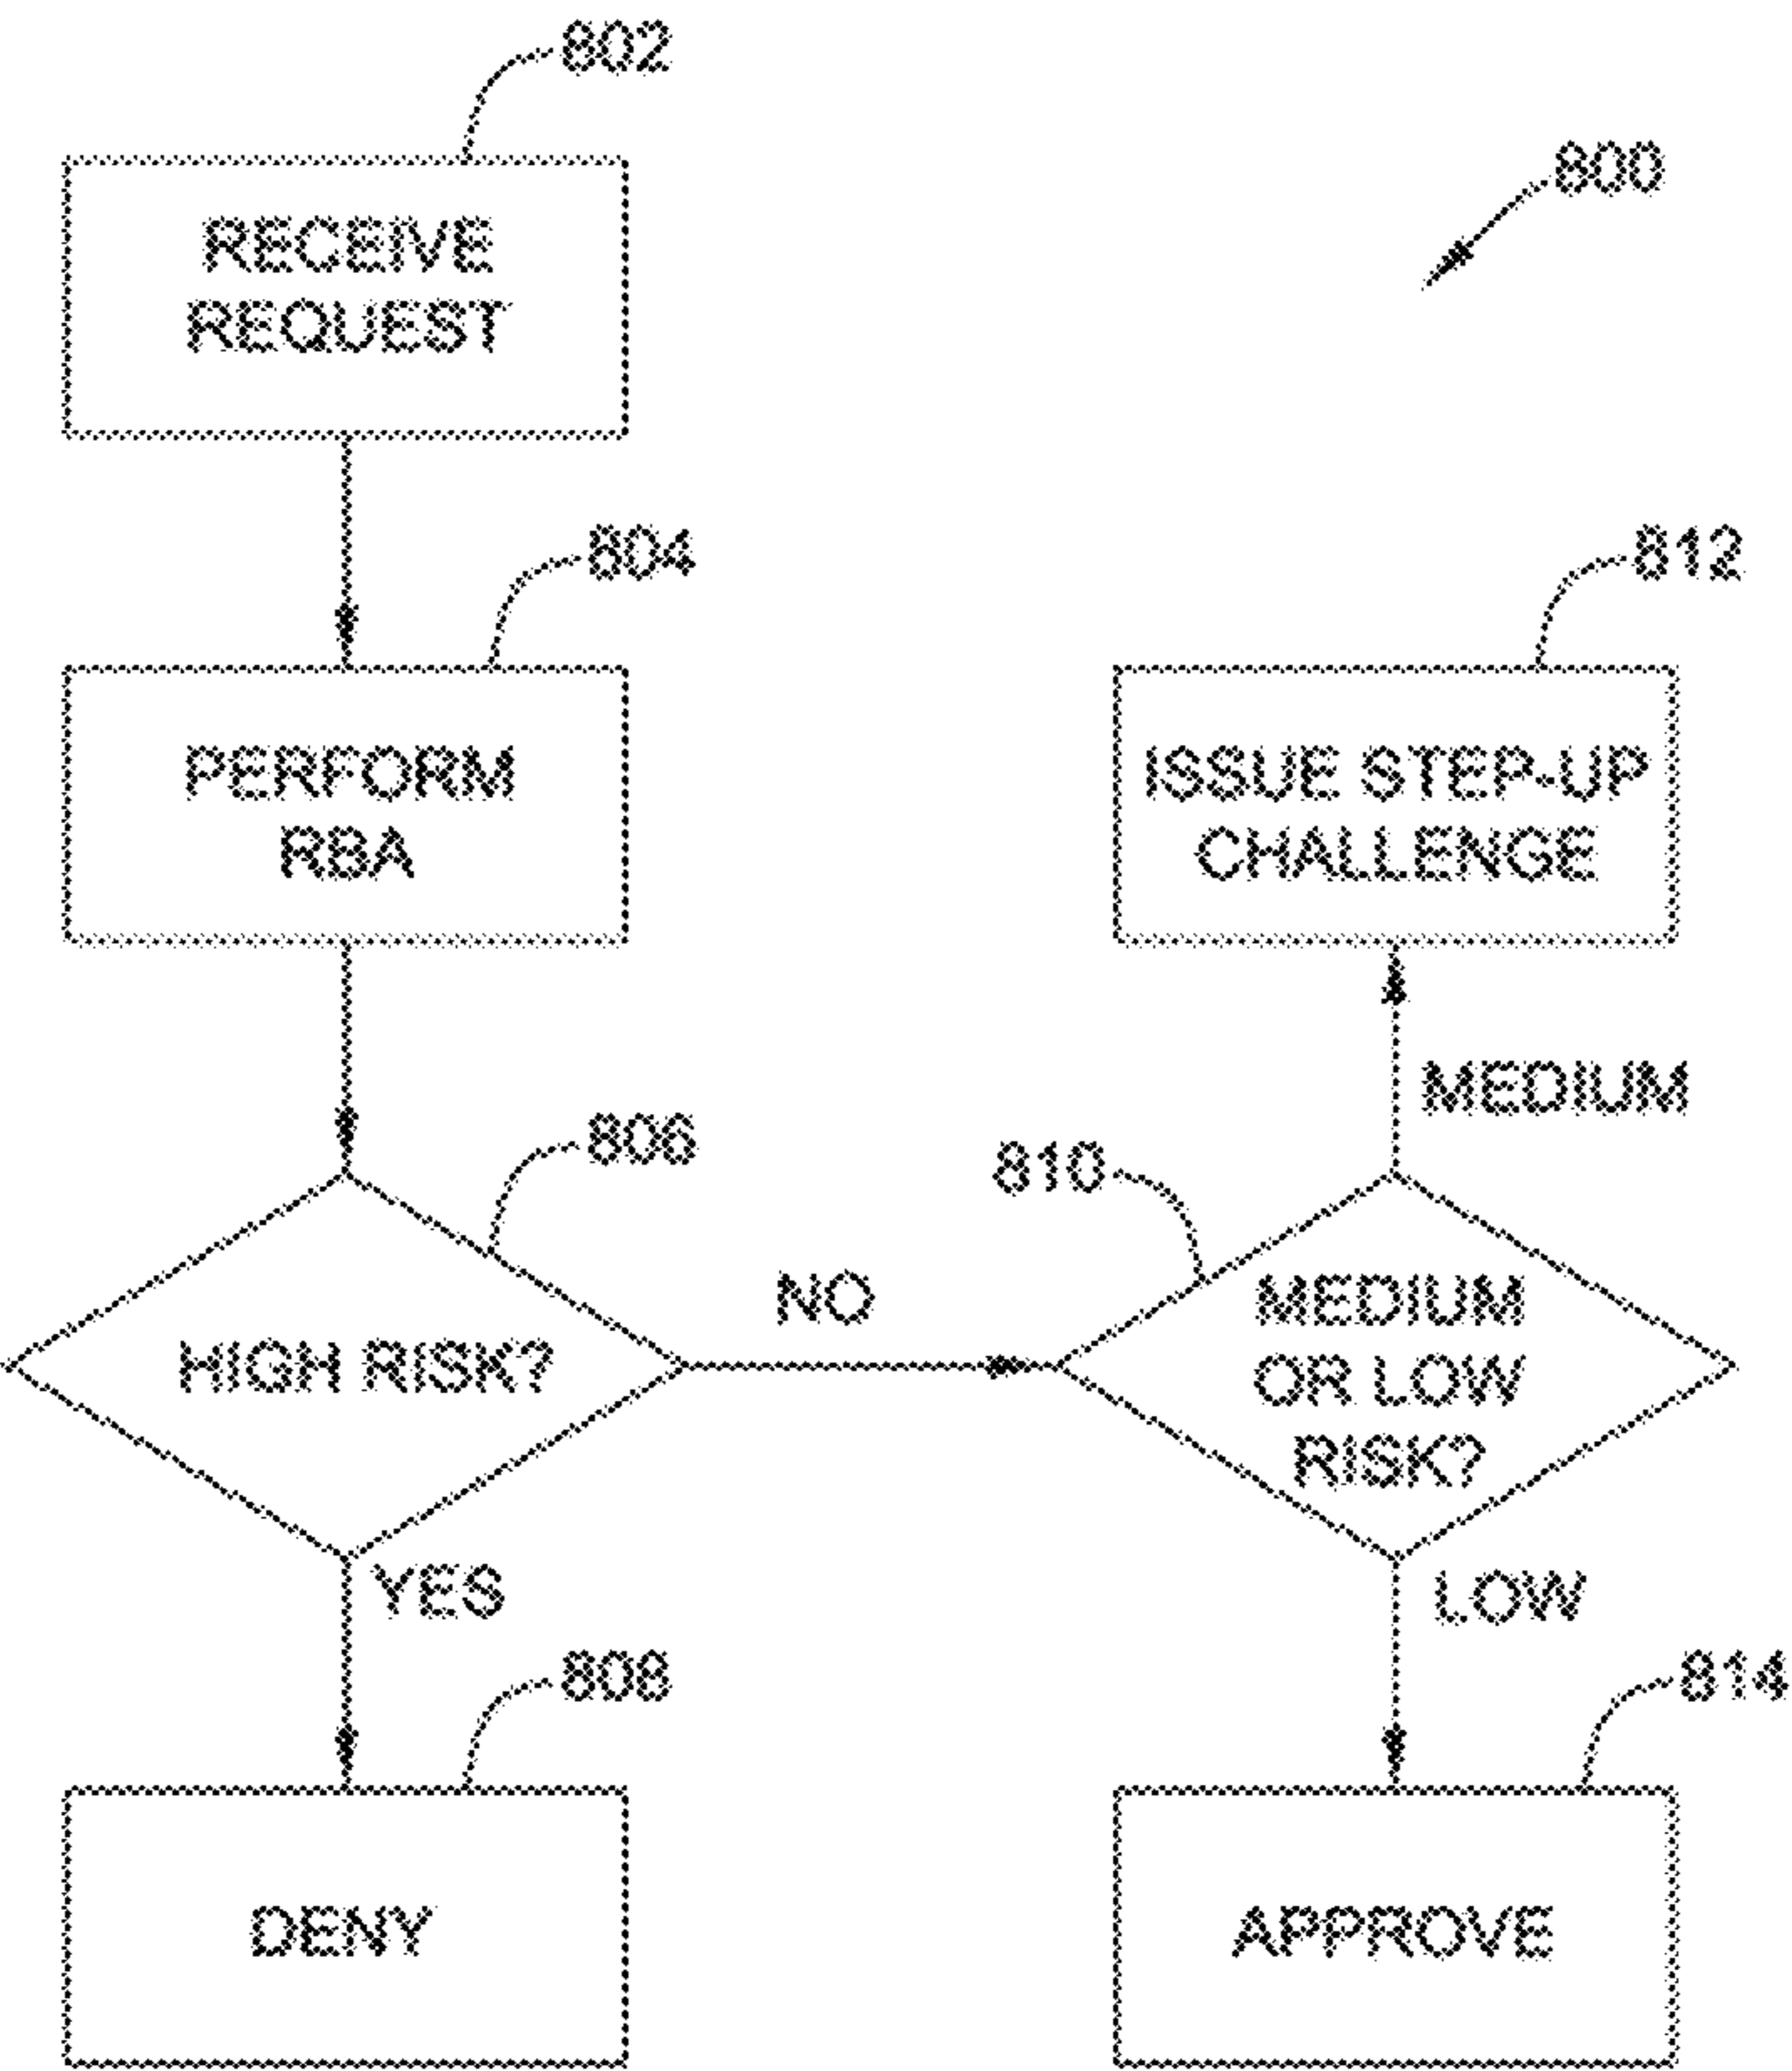 802
800
RECEIVE
REQUEST
804
812
PERFORM
RBA
ISSUE STEP-UP
CHALLENGE
MEDIUM
806
810
NO
HIGH RISK?
MEDIUM
OR LOW
RISK?
YES
LOW
808
814
DENY
APPROVE